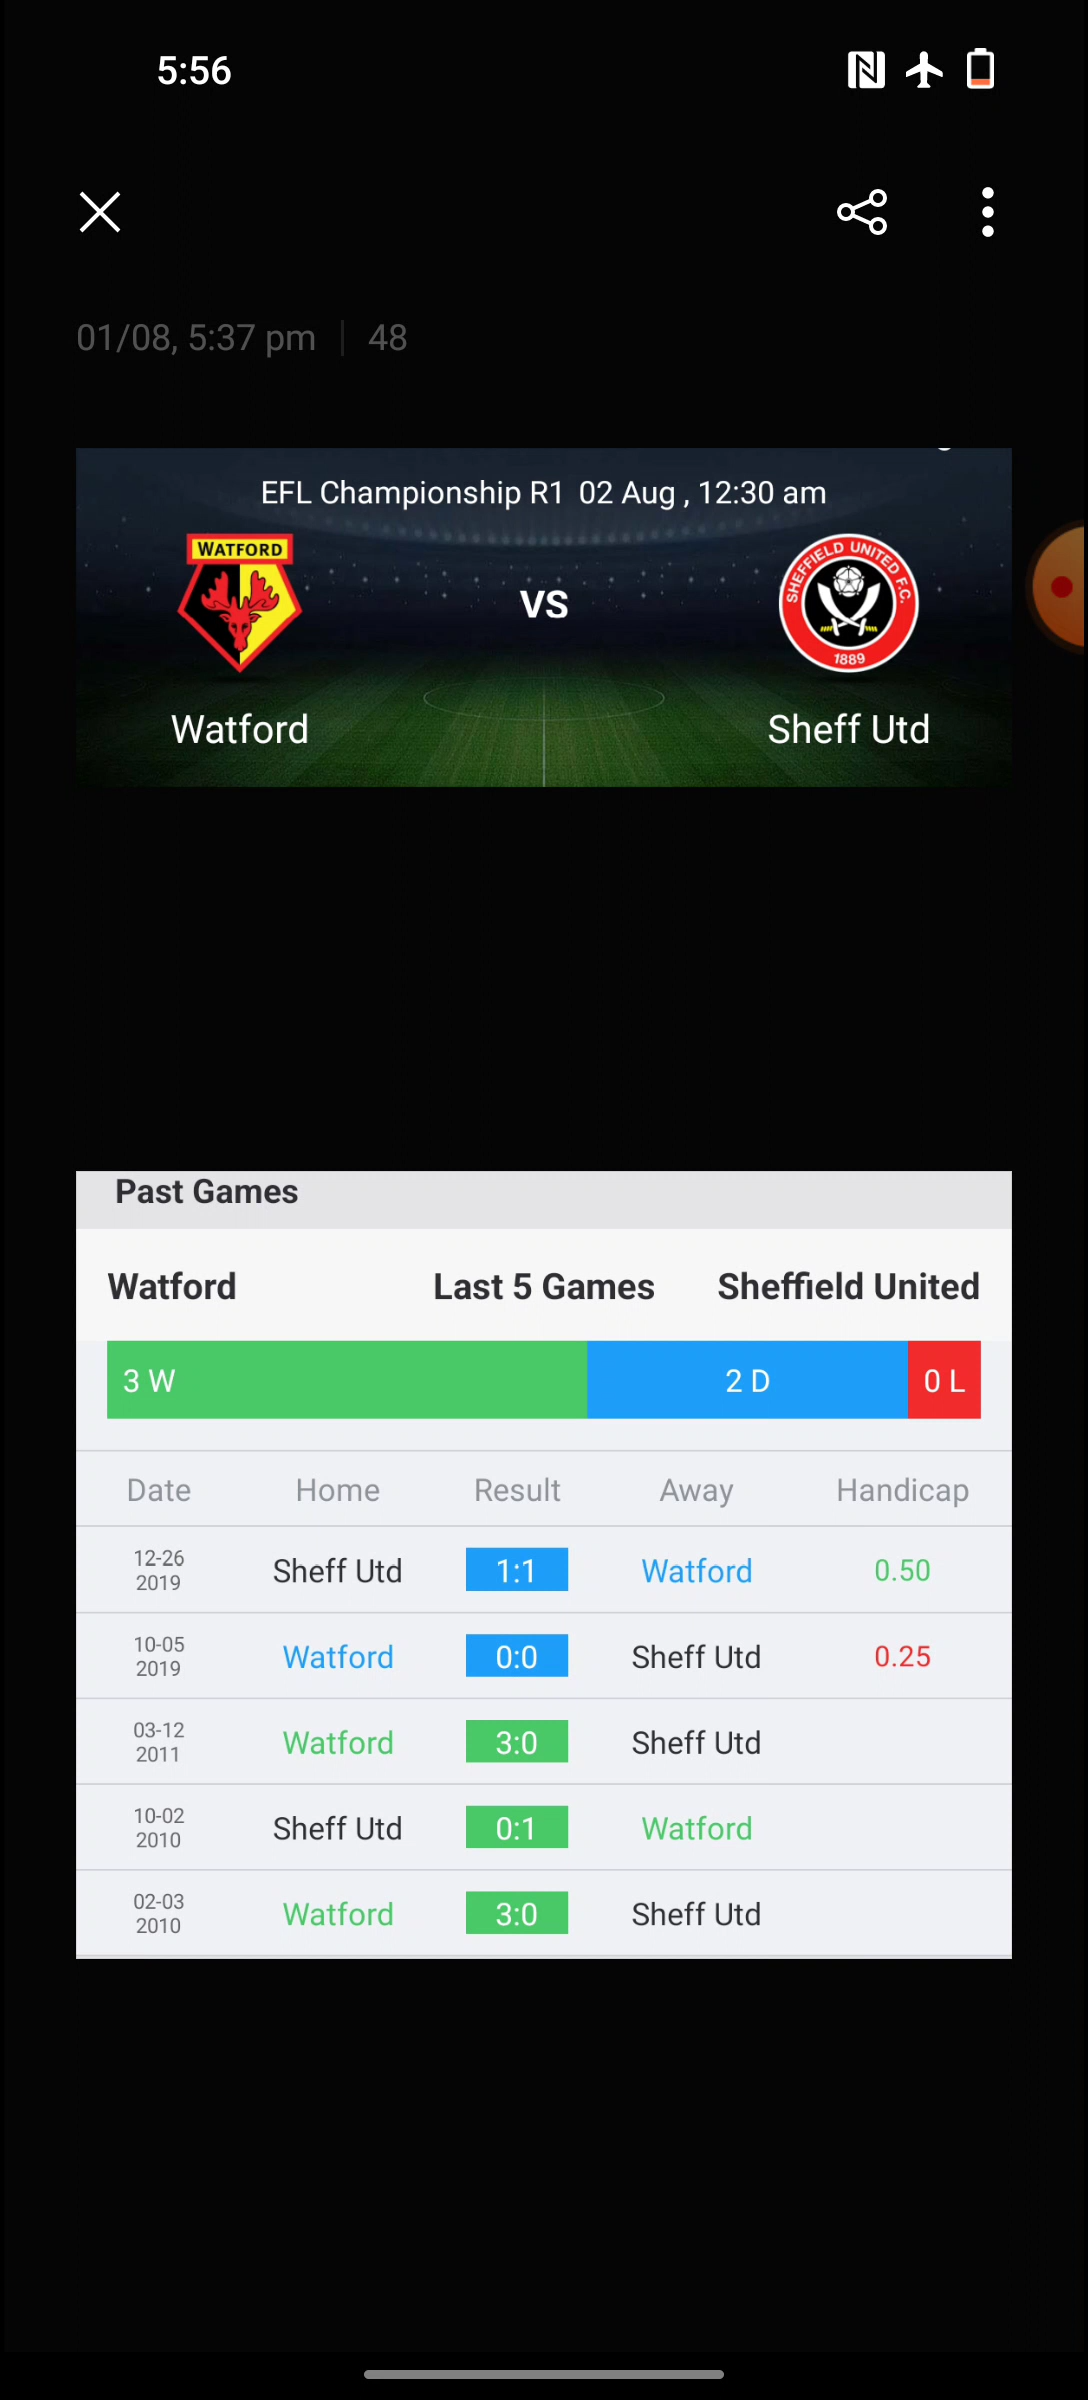 5:56
01/08, 5:37 pm | 48
EFL Championship R1 02 Aug , 12:30 am
WATFORD
VS
SHEFFIELD UNITED F.C.
1889
Watford Sheff Utd
Past Games
Watford Last 5 Games Sheffield United
3 W 2 D 0 L
Date Home Result Away Handicap
12-26
2019
Sheff Utd 1:1 Watford 0.50
10-05
2019
Watford 0:0 Sheff Utd 0.25
03-12
2011
Watford 3:0 Sheff Utd
10-02
2010
Sheff Utd 0:1 Watford
02-03
2010
Watford 3:0 Sheff Utd